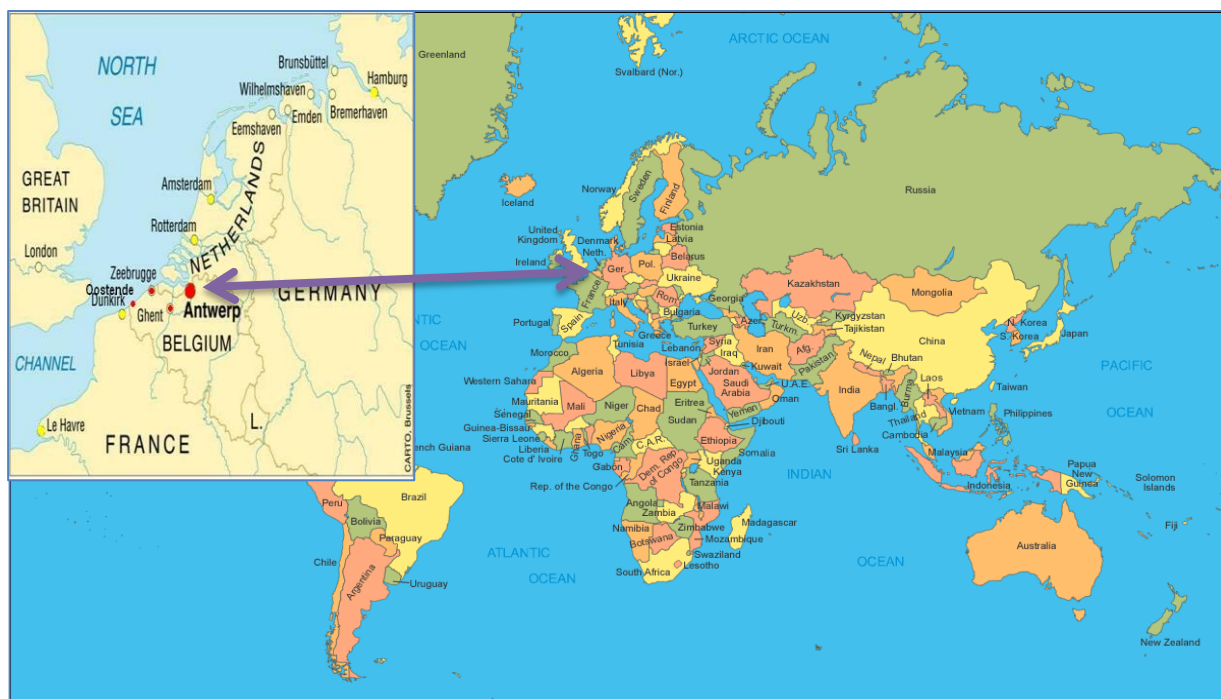 NORTH
SEA
Brunsbüttel
Hamburg
Wilhelmshaven
Bremerhaven
Emden
Eemshaven
GREAT
BRITAIN
Amsterdam
NETHERLANDS
Rotterdam
London
Zeebrugge
Oostende
Dunkirk
Ghent
Antwerp
GERMANY
BELGIUM
CHANNEL
Le Havre
FRANCE
L.
CARTO, Brussels
ARCTIC OCEAN
Greenland
Svalbard (Nor.)
Russia
Iceland
Norway
Sweden
Finland
United
Kingdom
Denmark
Neth.
Estonia
Latvia
Belarus
Ireland
Ger.
Pol.
Ukraine
France
Kazakhstan
Mongolia
Italy
Rom.
Bulgaria
Georgia
Azer.
Uzb.
Turkm.
Kyrgyzstan
Tajikistan
N. Korea
S. Korea
Japan
Portugal
Spain
Greece
Turkey
China
OCEAN
Tunisia
Lebanon
Syria
Iraq
Iran
Afg.
Pakistan
Nepal
Bhutan
PACIFIC
OCEAN
Morocco
Israel
Jordan
Kuwait
Algeria
Libya
Egypt
Saudi
Arabia
U.A.E.
Oman
India
Bangl.
Burma
Laos
Taiwan
Western Sahara
Mauritania
Mali
Niger
Chad
Eritrea
Sudan
Yemen
Djibouti
Thailand
Vietnam
Philippines
Cambodia
Sénégal
Guinea-Bissau
Sierra Leone
Liberia
Cote d' Ivoire
Ghana
Togo
Nigeria
Cam.
C.A.R.
Ethiopia
Somalia
INDIAN
Sri Lanka
Malaysia
ench Guiana
Gabon
Rep. of the Congo
Dem. Rep
of Congo
Uganda
Kenya
Tanzania
Indonesia
Papua
New
Guinea
Solomon
Islands
Peru
Brazil
Bolivia
Paraguay
Angola
Zambia
Malawi
Zimbabwe
Mozambique
Madagascar
Fiji
Chile
Argentina
Uruguay
ATLANTIC
OCEAN
Namibia
Botswana
Swaziland
Lesotho
South Africa
OCEAN
Australia
New Zealand